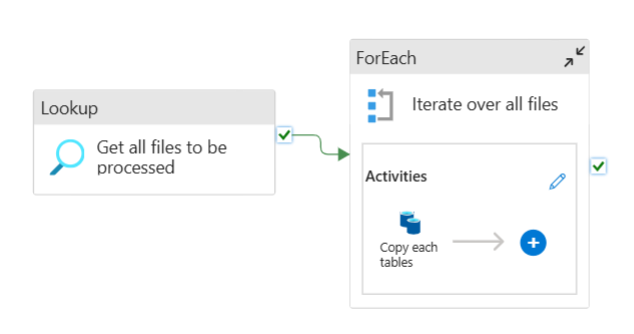 Lookup
Get all files to be
processed
ForEach
Iterate over all files
Activities
Copy each
tables